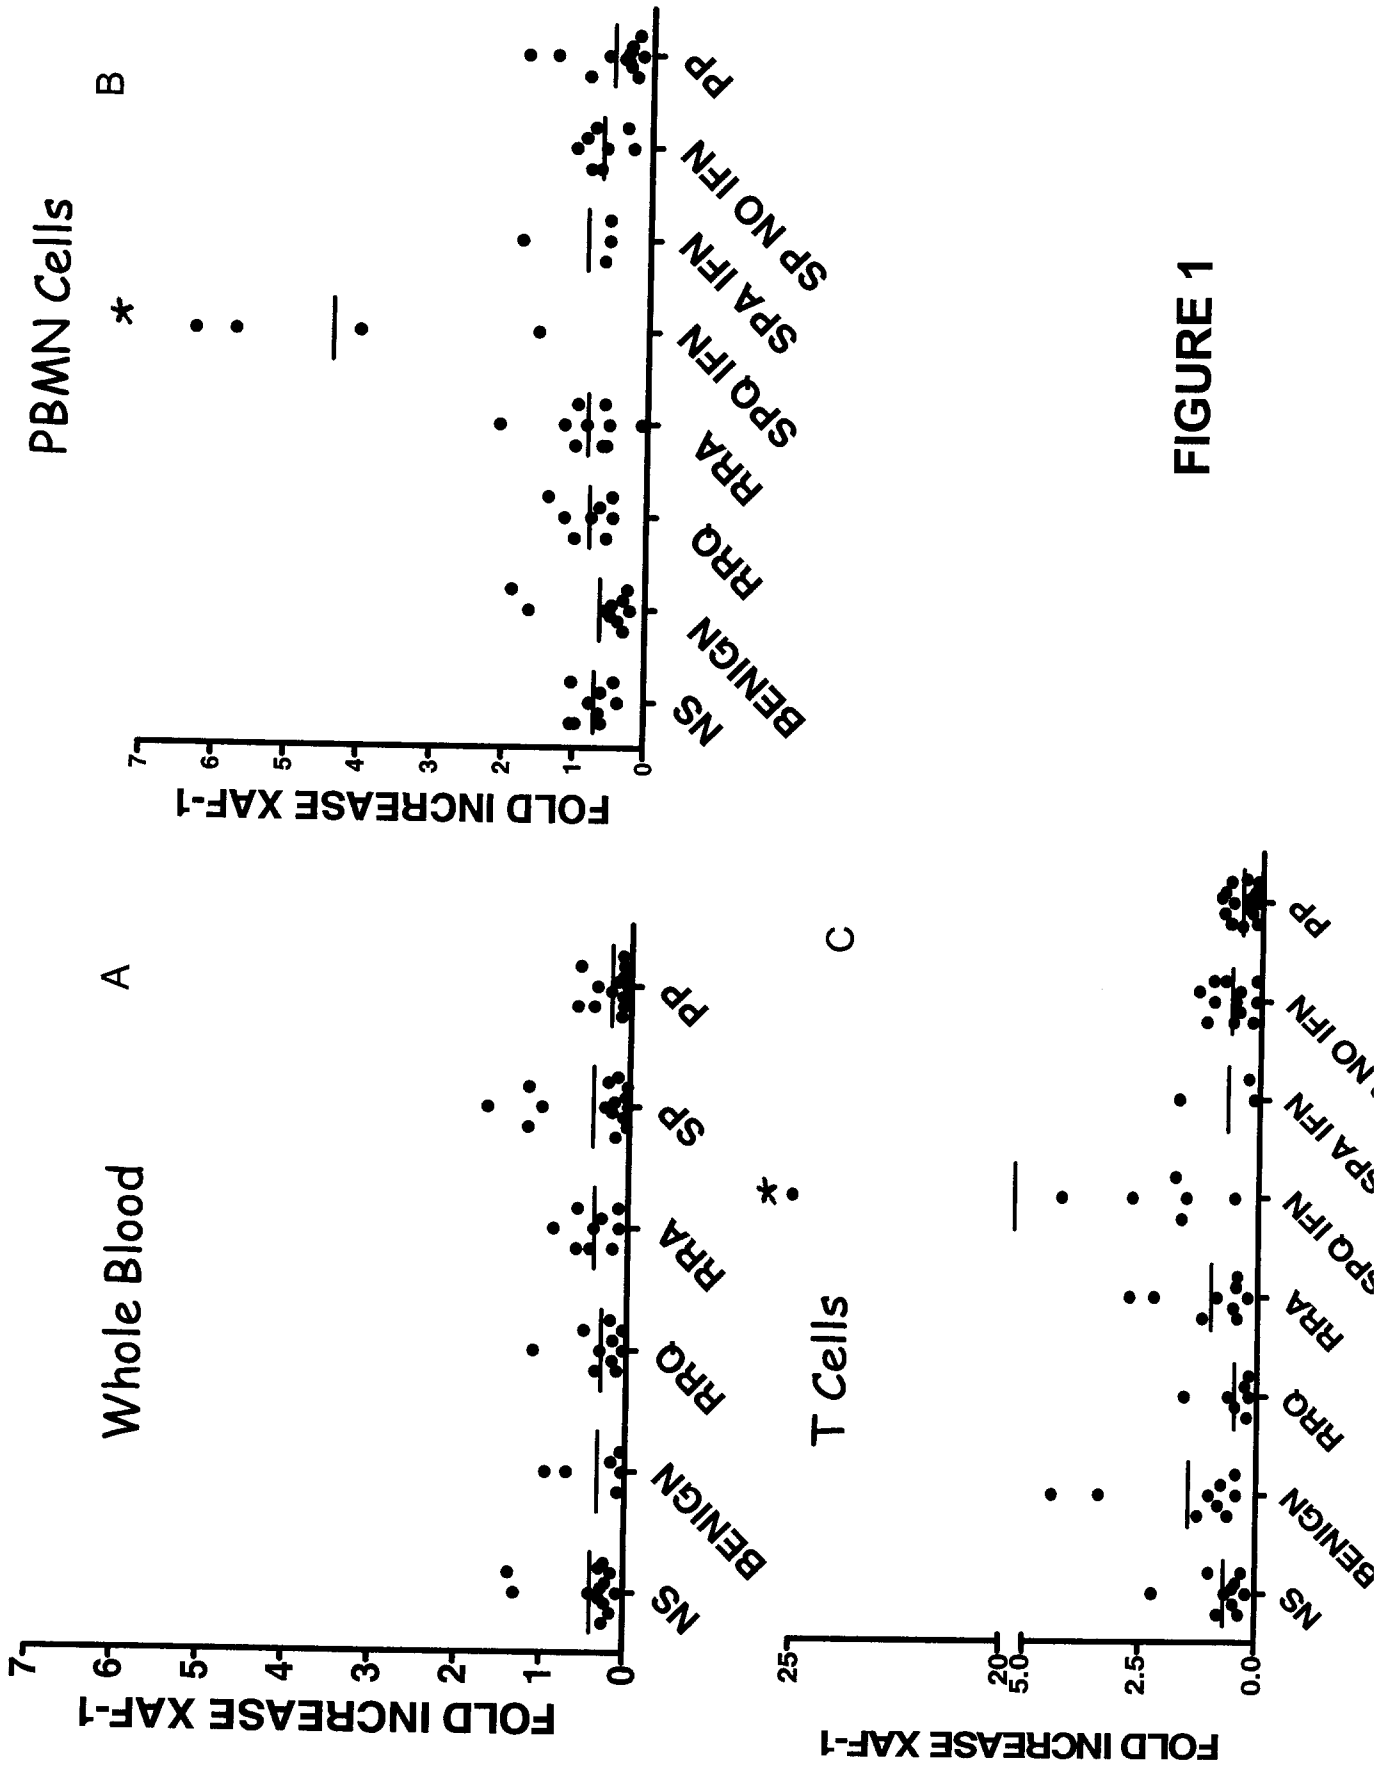 Whole Blood
A
FOLD INCREASE XAF-1
7
6
5
4
3
2
1
0
NS
BENIGN
RRQ
RRA
SP
PP
PBMN Cells
B
*
FOLD INCREASE XAF-1
7
6
5
4
3
2
1
0
NS
BENIGN
RRQ
RRA
SPQ IFN
SPA IFN
SP NO IFN
PP
T Cells
C
*
FOLD INCREASE XAF-1
25
20
5.0
2.5
0.0
NS
BENIGN
RRQ
RRA
SPQ IFN
SPA IFN
NO IFN
PP
FIGURE 1